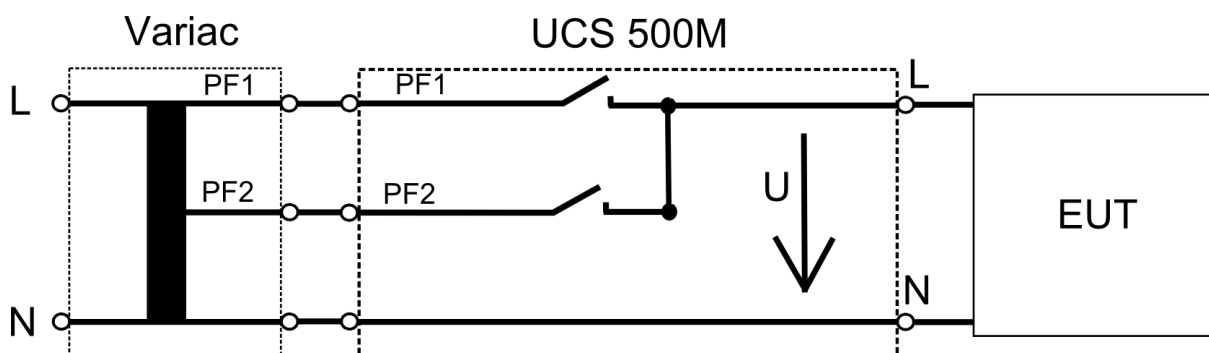 Variac
UCS 500M
L
PF1
PF1
L
PF2
PF2
U
EUT
N
N